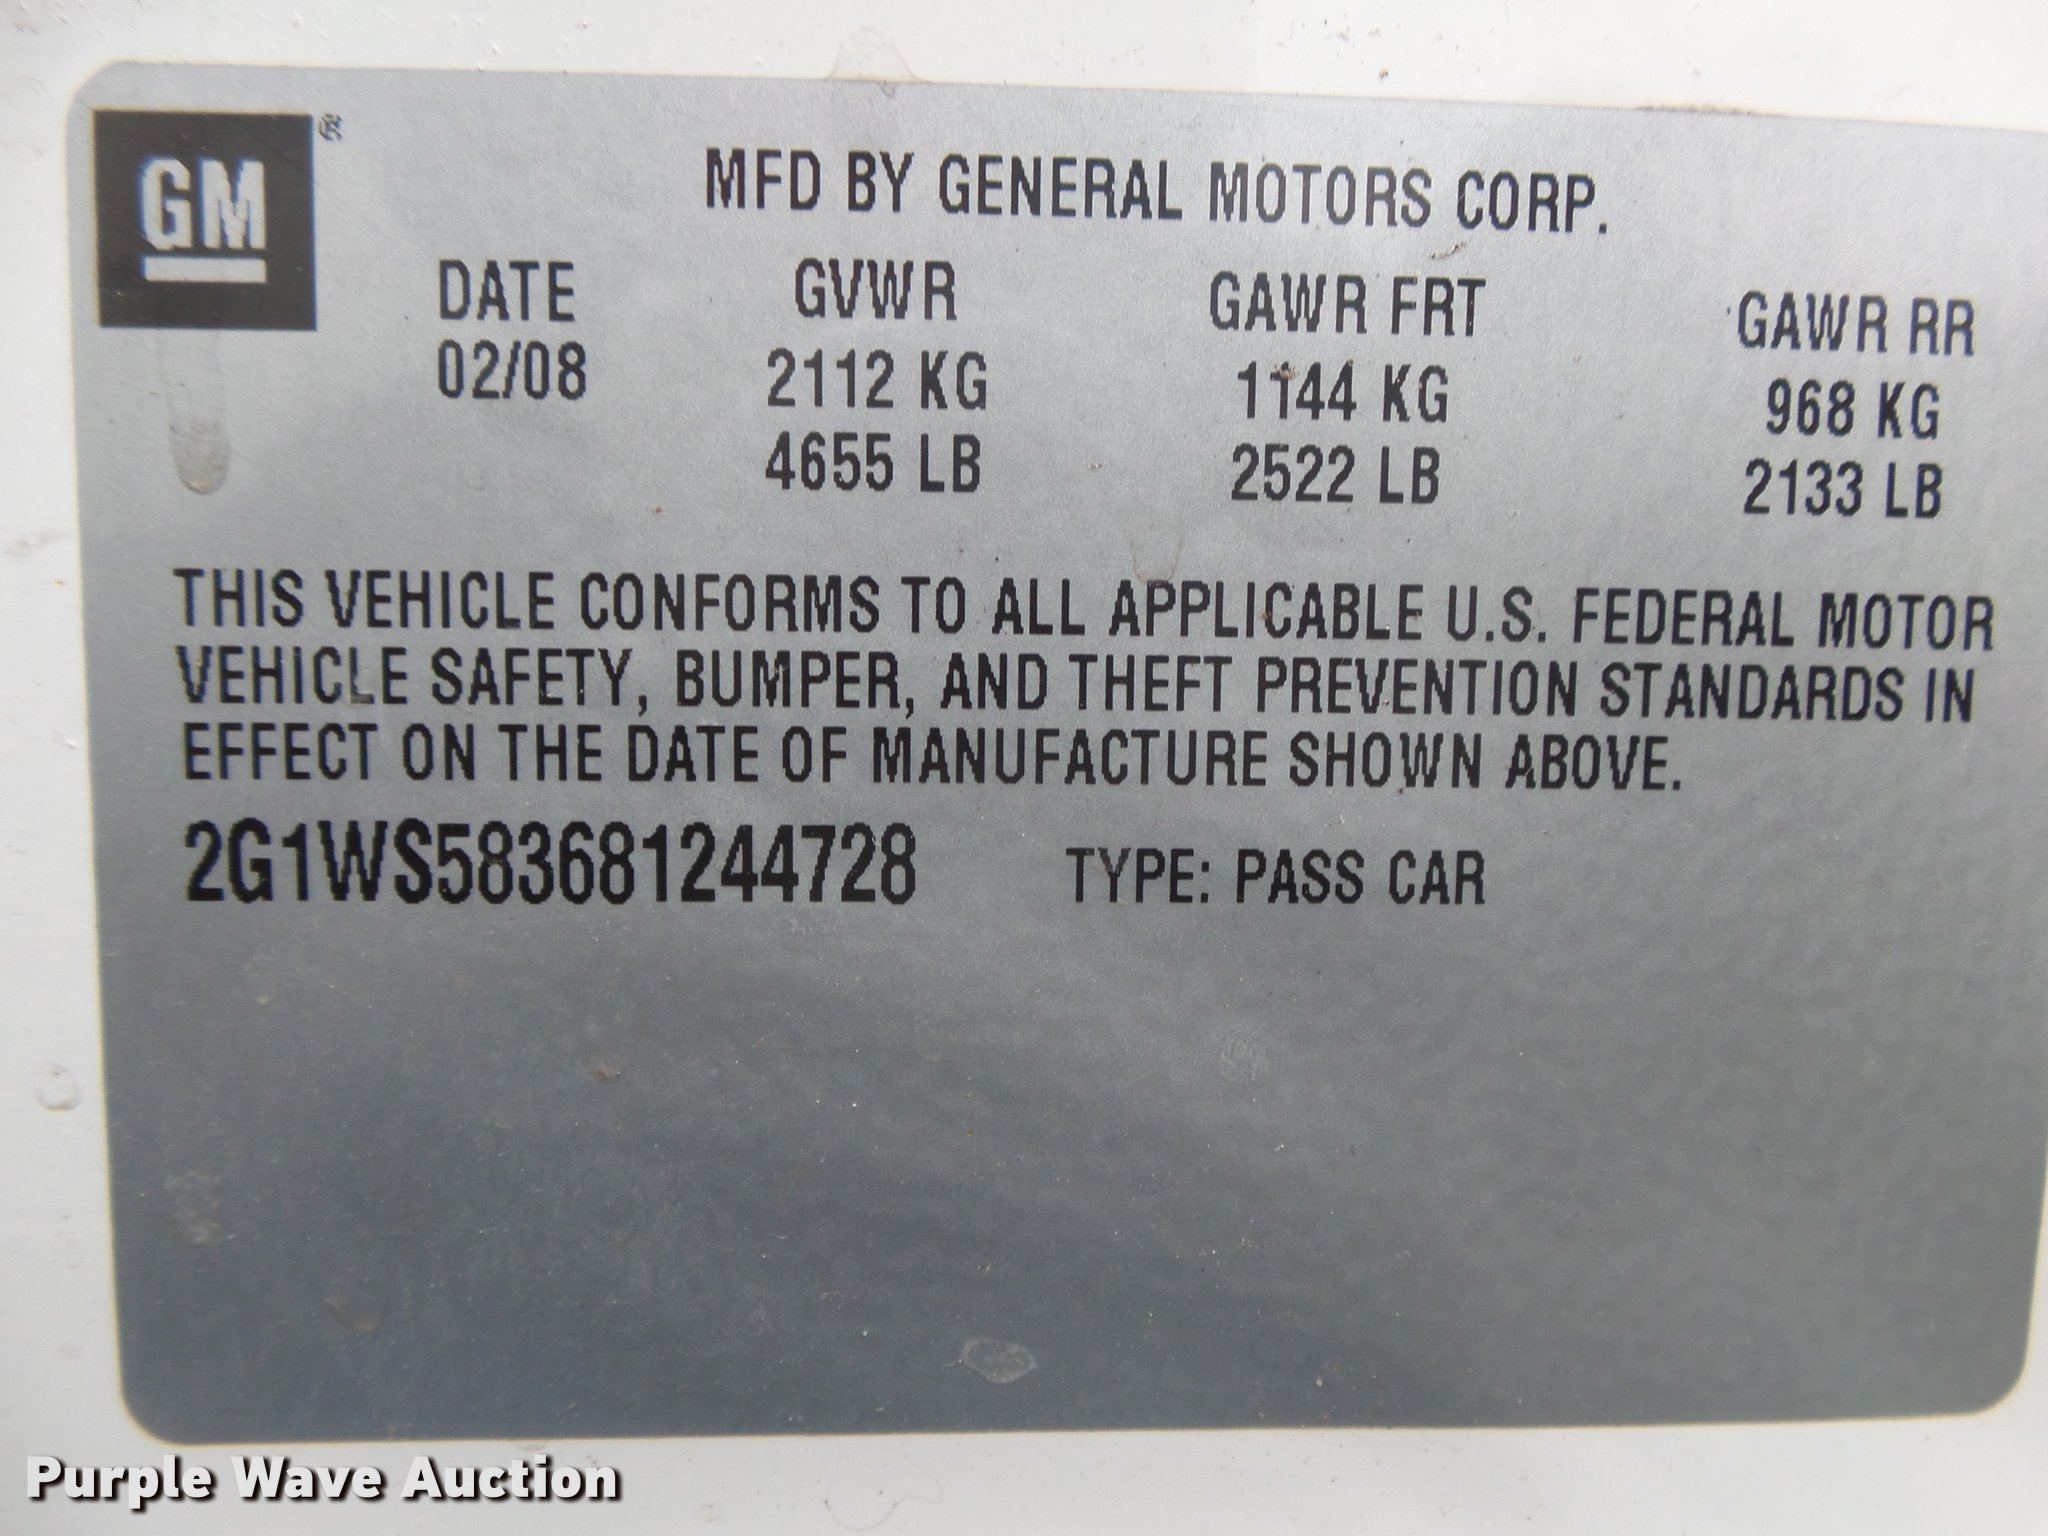 GM®
MFD BY GENERAL MOTORS CORP.
DATE GVWR GAWR FRT GAWR RR
02/08 2112 KG 1144 KG 968 KG
4655 LB 2522 LB 2133 LB
THIS VEHICLE CONFORMS TO ALL APPLICABLE U.S. FEDERAL MOTOR
VEHICLE SAFETY, BUMPER, AND THEFT PREVENTION STANDARDS IN
EFFECT ON THE DATE OF MANUFACTURE SHOWN ABOVE.
2G1WS583681244728 TYPE: PASS CAR
Purple Wave Auction